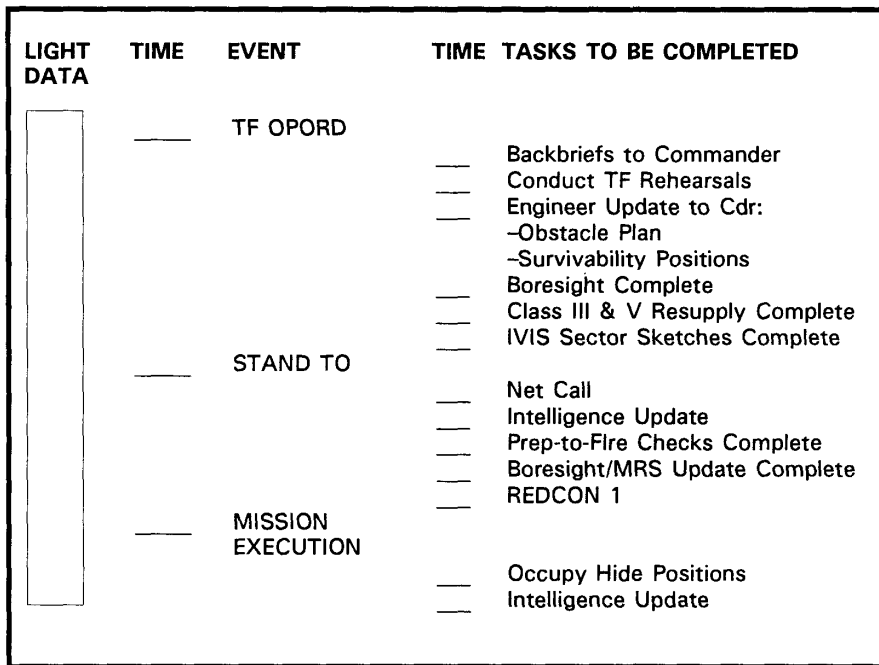 LIGHT DATA TIME EVENT TIME TASKS TO BE COMPLETED
TF OPORD
Backbriefs to Commander
Conduct TF Rehearsals
Engineer Update to Cdr:
–Obstacle Plan
–Survivability Positions
Boresight Complete
Class III & V Resupply Complete
IVIS Sector Sketches Complete
STAND TO
Net Call
Intelligence Update
Prep-to-Fire Checks Complete
Boresight/MRS Update Complete
REDCON 1
MISSION
EXECUTION
Occupy Hide Positions
Intelligence Update